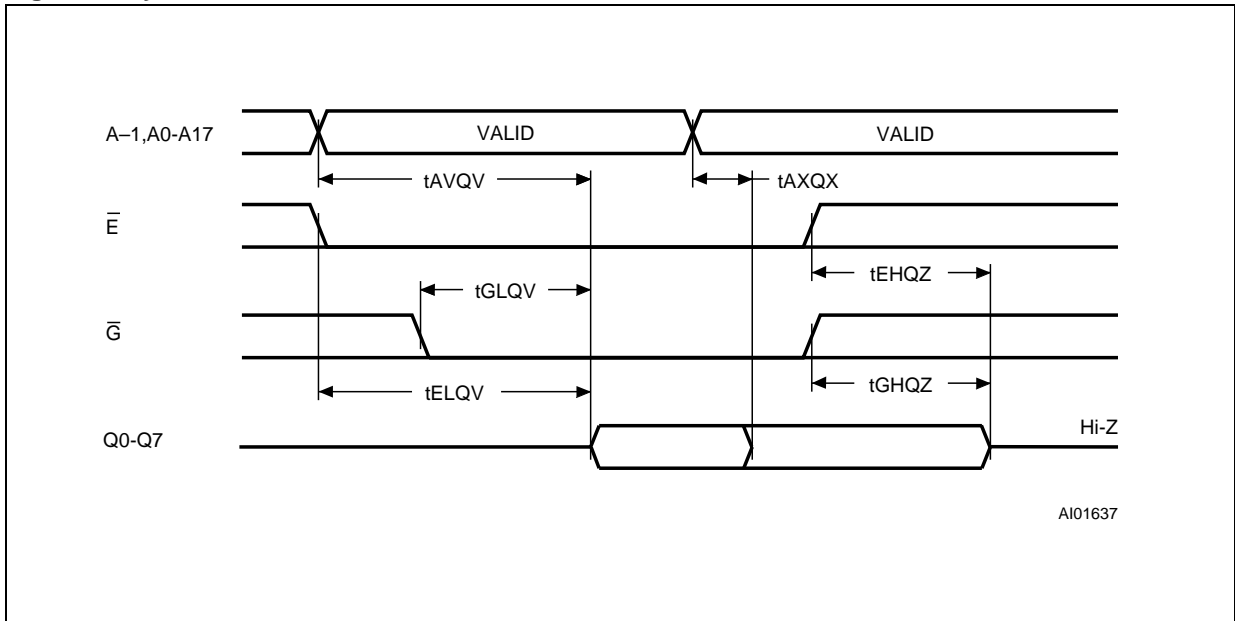 A–1,A0-A17
VALID
VALID
tAVQV
tAXQX
E̅
tEHQZ
tGLQV
G̅
tGHQZ
tELQV
Q0-Q7
Hi-Z
AI01637